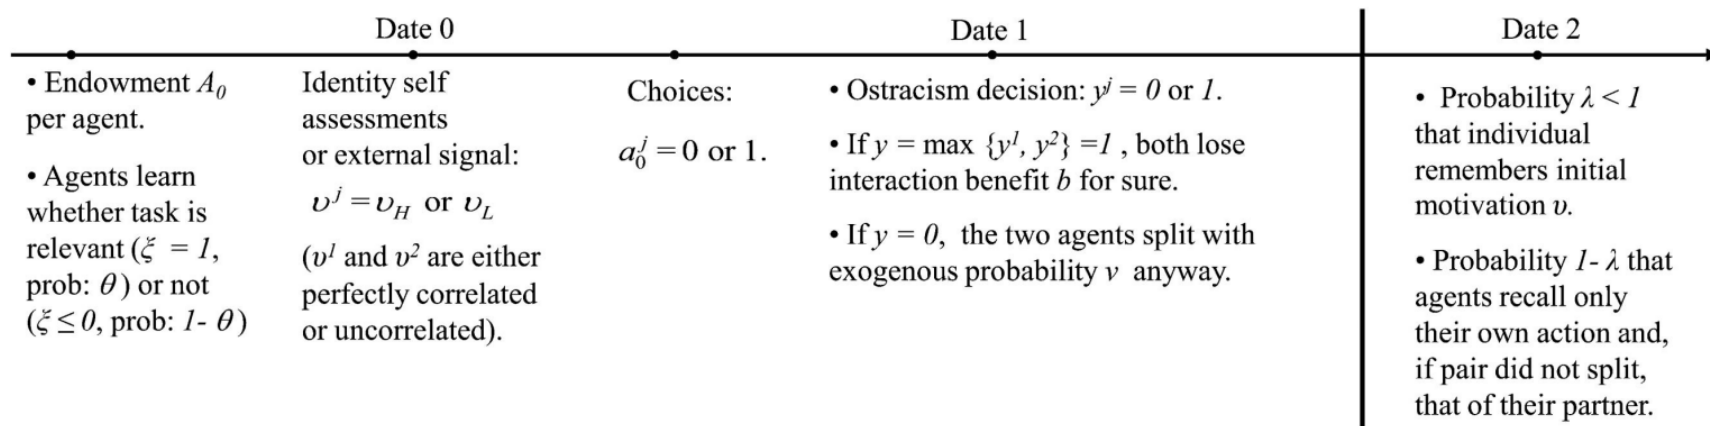 Date 0
Date 1
Date 2
• Endowment A₀
per agent.
• Agents learn
whether task is
relevant (ξ = 1,
prob: θ) or not
(ξ ≤ 0, prob: 1- θ)
Identity self
assessments
or external signal:
υʲ = υ_H or υ_L
(υ¹ and υ² are either
perfectly correlated
or uncorrelated).
Choices:
a₀ʲ = 0 or 1.
• Ostracism decision: yʲ = 0 or 1.
• If y = max {y¹, y²} =1 , both lose
interaction benefit b for sure.
• If y = 0, the two agents split with
exogenous probability ν anyway.
• Probability λ < 1
that individual
remembers initial
motivation υ.
• Probability 1- λ that
agents recall only
their own action and,
if pair did not split,
that of their partner.